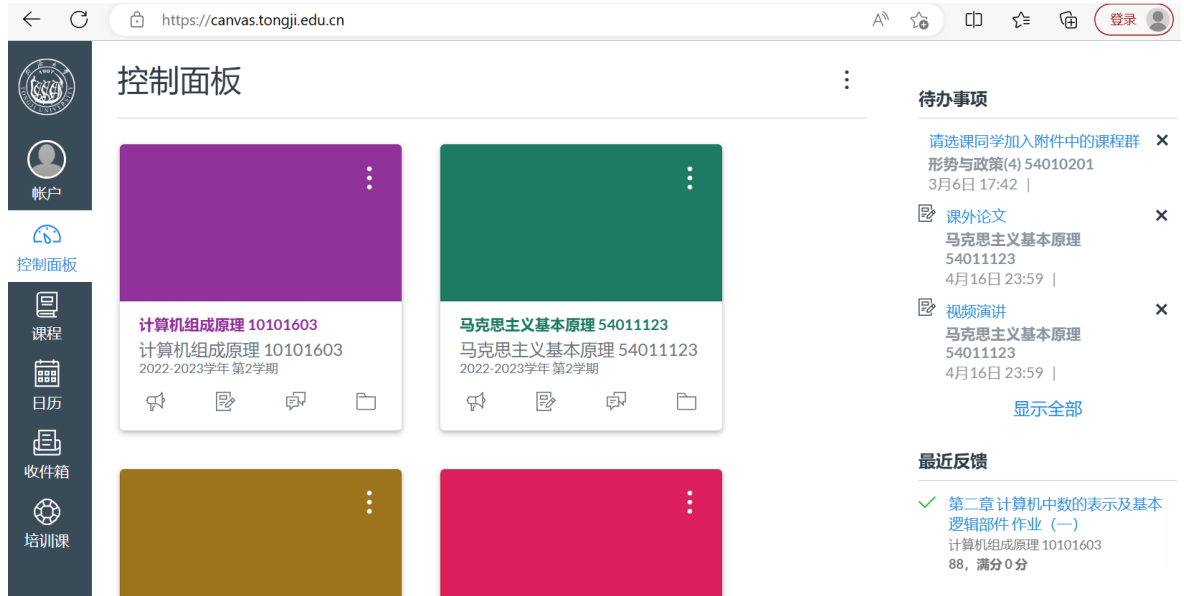 https://canvas.tongji.edu.cn
登录
1907
TONGJI UNIVERSITY
帐户
控制面板
课程
日历
收件箱
培训课
控制面板
计算机组成原理 10101603
计算机组成原理 10101603
2022-2023学年 第2学期
马克思主义基本原理 54011123
马克思主义基本原理 54011123
2022-2023学年 第2学期
待办事项
请选课同学加入附件中的课程群
形势与政策(4) 54010201
3月6日 17:42 |
课外论文
马克思主义基本原理
54011123
4月16日 23:59 |
视频演讲
马克思主义基本原理
54011123
4月16日 23:59 |
显示全部
最近反馈
第二章 计算机中数的表示及基本
逻辑部件 作业（一）
计算机组成原理 10101603
88，满分 0 分